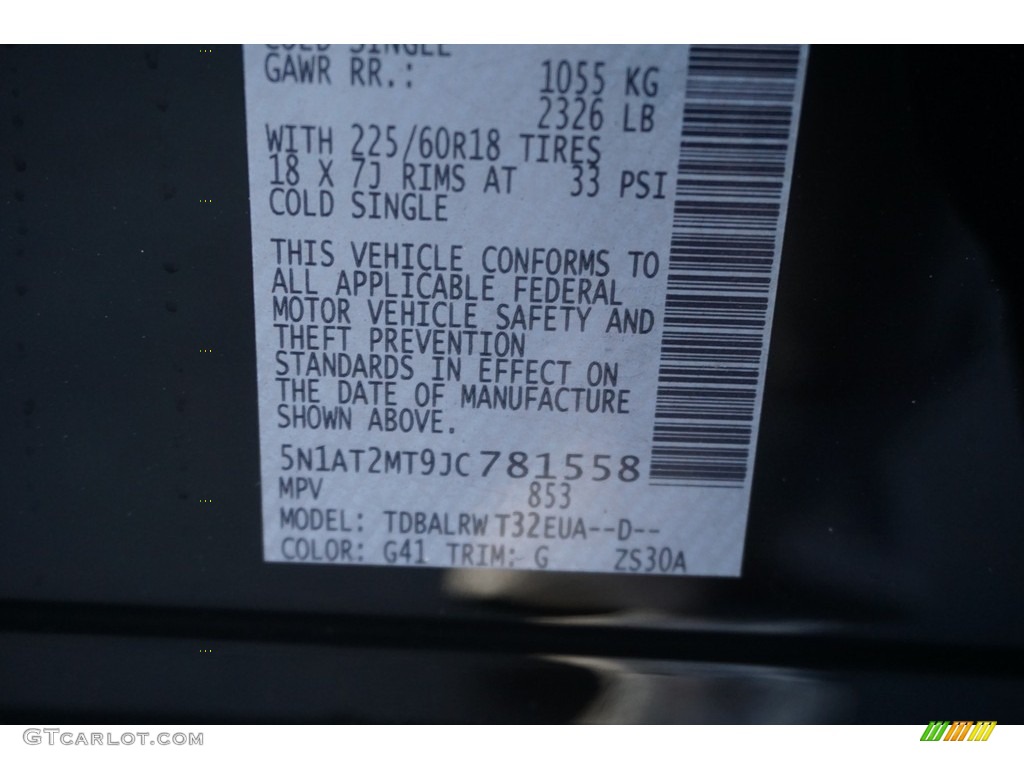 COLD SINGLE
GAWR RR.: 1055 KG
2326 LB
WITH 225/60R18 TIRES
18 X 7J RIMS AT 33 PSI
COLD SINGLE
THIS VEHICLE CONFORMS TO
ALL APPLICABLE FEDERAL
MOTOR VEHICLE SAFETY AND
THEFT PREVENTION
STANDARDS IN EFFECT ON
THE DATE OF MANUFACTURE
SHOWN ABOVE.
5N1AT2MT9JC781558
MPV 853
MODEL: TDBALRW T32EUA--D--
COLOR: G41 TRIM: G ZS30A
GTCarlot.com